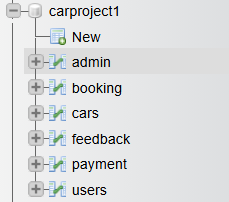 carproject1
New
admin
booking
cars
feedback
payment
users